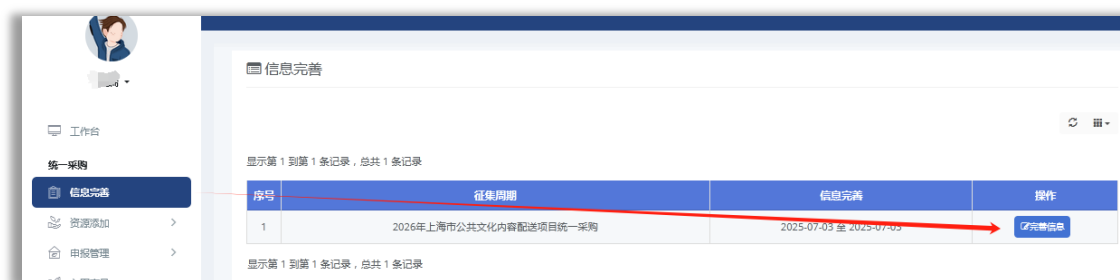 信息完善
工作台
统一采购
显示第 1 到第 1 条记录，总共 1 条记录
信息完善
序号 征集周期 信息完善 操作
资源添加
1 2026年上海市公共文化内容配送项目统一采购 2025-07-03 至 2025-07-05 完善信息
申报管理
显示第 1 到第 1 条记录，总共 1 条记录